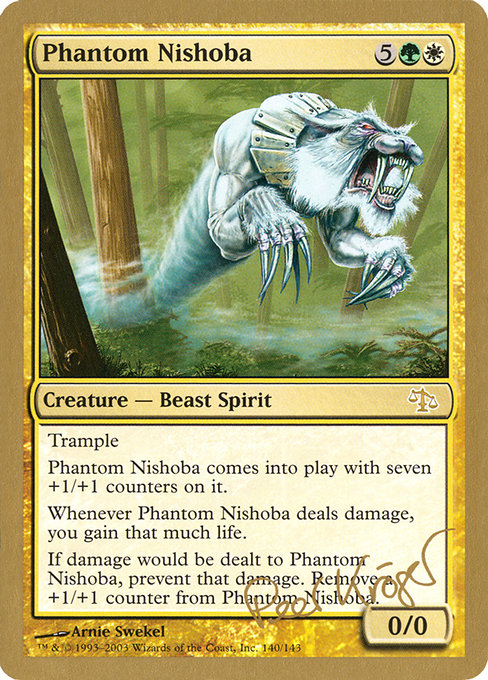 Phantom Nishoba 5
Creature — Beast Spirit
Trample
Phantom Nishoba comes into play with seven
+1/+1 counters on it.
Whenever Phantom Nishoba deals damage,
you gain that much life.
If damage would be dealt to Phantom
Nishoba, prevent that damage. Remove a
+1/+1 counter from Phantom Nishoba.
Peer Kröger
Arnie Swekel
0/0
™ & © 1993–2003 Wizards of the Coast, Inc. 140/143